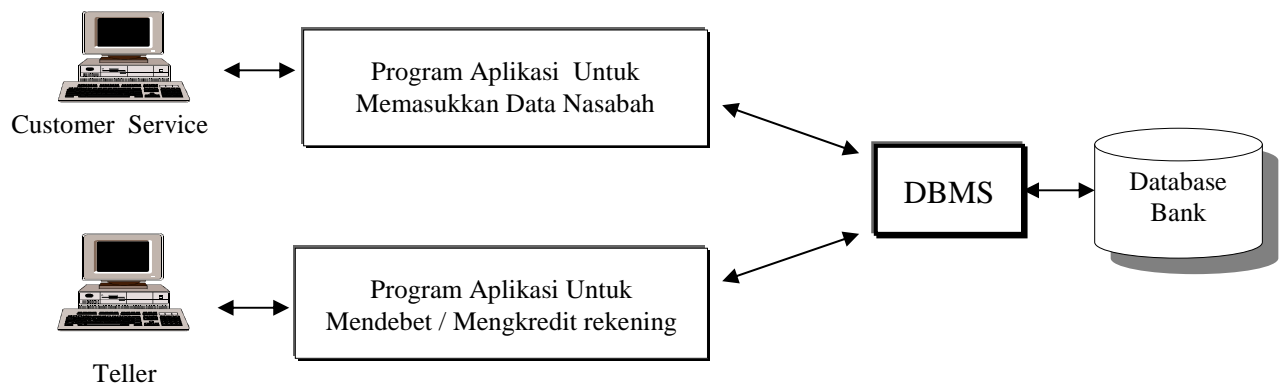 Customer Service
Program Aplikasi Untuk
Memasukkan Data Nasabah
DBMS
Database
Bank
Program Aplikasi Untuk
Mendebet / Mengkredit rekening
Teller